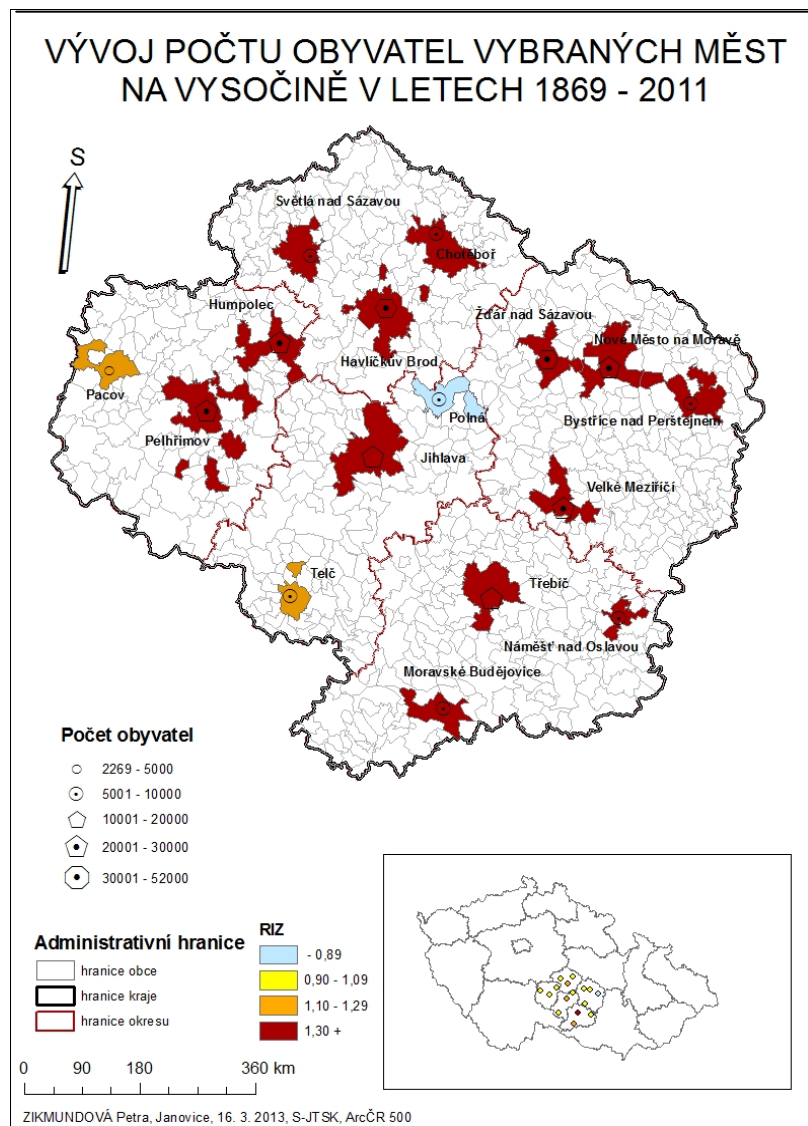 VÝVOJ POČTU OBYVATEL VYBRANÝCH MĚST
NA VYSOČINĚ V LETECH 1869 - 2011
S
Světlá nad Sázavou
Chotěboř
Humpolec
Žďár nad Sázavou
Nové Město na Moravě
Havlíčkův Brod
Pacov
Polná
Bystřice nad Perštejnem
Pelhřimov
Jihlava
Velké Meziříčí
Telč
Třebíč
Náměšť nad Oslavou
Moravské Budějovice
Počet obyvatel
2269 - 5000
5001 - 10000
10001 - 20000
20001 - 30000
30001 - 52000
Administrativní hranice
hranice obce
hranice kraje
hranice okresu
RIZ
- 0,89
0,90 - 1,09
1,10 - 1,29
1,30 +
0 90 180 360 km
ZIKMUNDOVÁ Petra, Janovice, 16. 3. 2013, S-JTSK, ArcČR 500